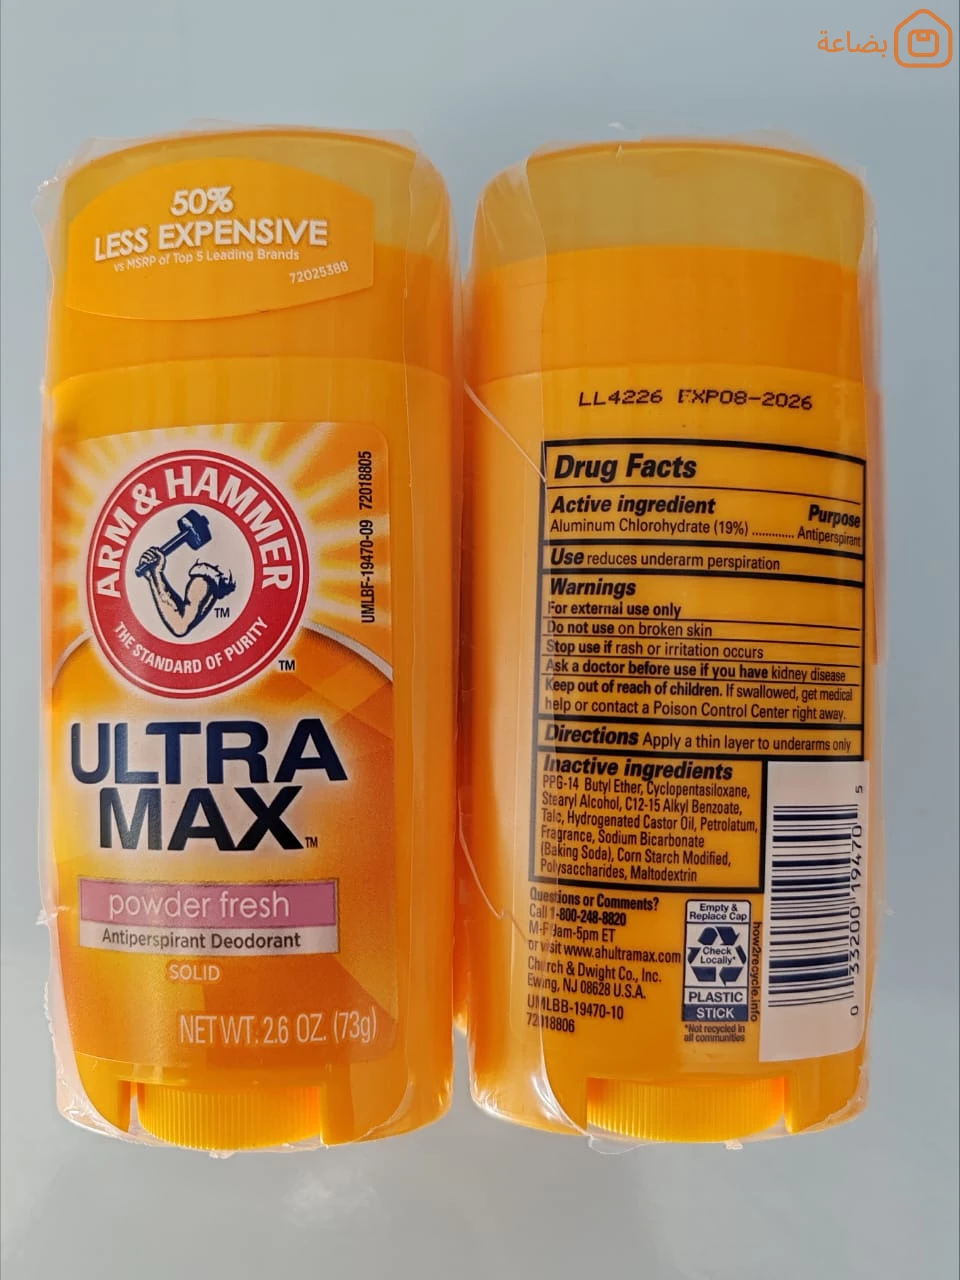 بضاعة
50%
LESS EXPENSIVE
vs MSRP of Top 5 Leading Brands
72025388
ARM & HAMMER
THE STANDARD OF PURITY
TM
TM
UMLBF-19470-09 72018805
ULTRA
MAX™
powder fresh
Antiperspirant Deodorant
SOLID
NET WT. 2.6 OZ. (73g)
LL4226 EXP08-2026
Drug Facts
Active ingredient Purpose
Aluminum Chlorohydrate (19%) ............. Antiperspirant
Use reduces underarm perspiration
Warnings
For external use only
Do not use on broken skin
Stop use if rash or irritation occurs
Ask a doctor before use if you have kidney disease
Keep out of reach of children. If swallowed, get medical
help or contact a Poison Control Center right away.
Directions Apply a thin layer to underarms only
Inactive ingredients
PPG-14 Butyl Ether, Cyclopentasiloxane,
Stearyl Alcohol, C12-15 Alkyl Benzoate,
Talc, Hydrogenated Castor Oil, Petrolatum,
Fragrance, Sodium Bicarbonate
(Baking Soda), Corn Starch Modified,
Polysaccharides, Maltodextrin
Questions or Comments?
Call 1-800-248-8820
M-F 9am-5pm ET
or visit www.ahultramax.com
Church & Dwight Co., Inc.
Ewing, NJ 08628 U.S.A.
UMLBB-19470-10
72018806
Empty &
Replace Cap
Check
Locally*
PLASTIC
STICK
*Not recycled in
all communities
how2recycle.info
0 33200 19470 5